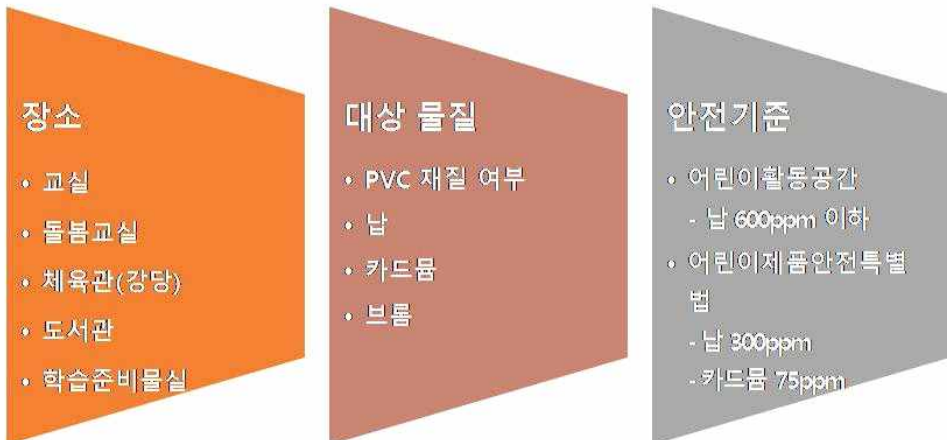 장소
• 교실
• 돌봄교실
• 체육관(강당)
• 도서관
• 학습준비물실
대상 물질
• PVC 재질 여부
• 납
• 카드뮴
• 브롬
안전기준
• 어린이활동공간
- 납 600ppm 이하
• 어린이제품안전특별
법
- 납 300ppm
- 카드뮴 75ppm